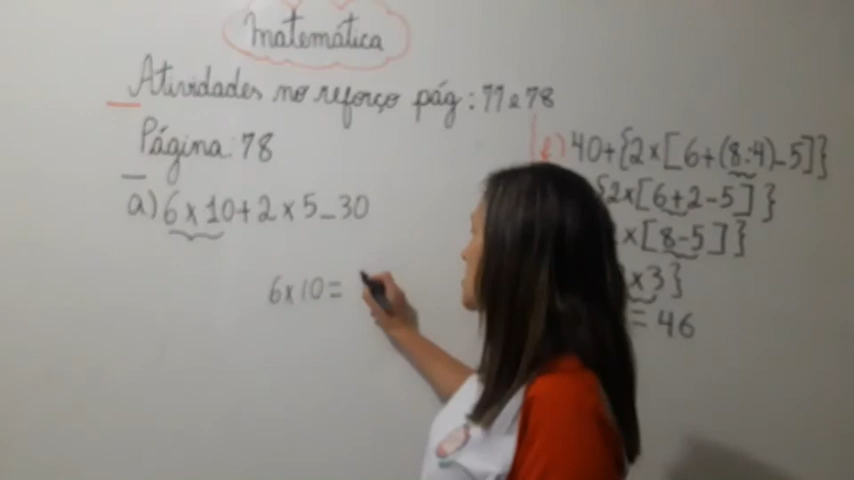 Matemática
Atividades no reforço pág: 77 e 78
Página: 78
a) 6 x 10 + 2 x 5 - 30
6 x 10 =
e) 40 + {2 x [6 + (8:4) - 5]}
{2 x [6 + 2 - 5]}
x [8 - 5]}
x 3}
= 46